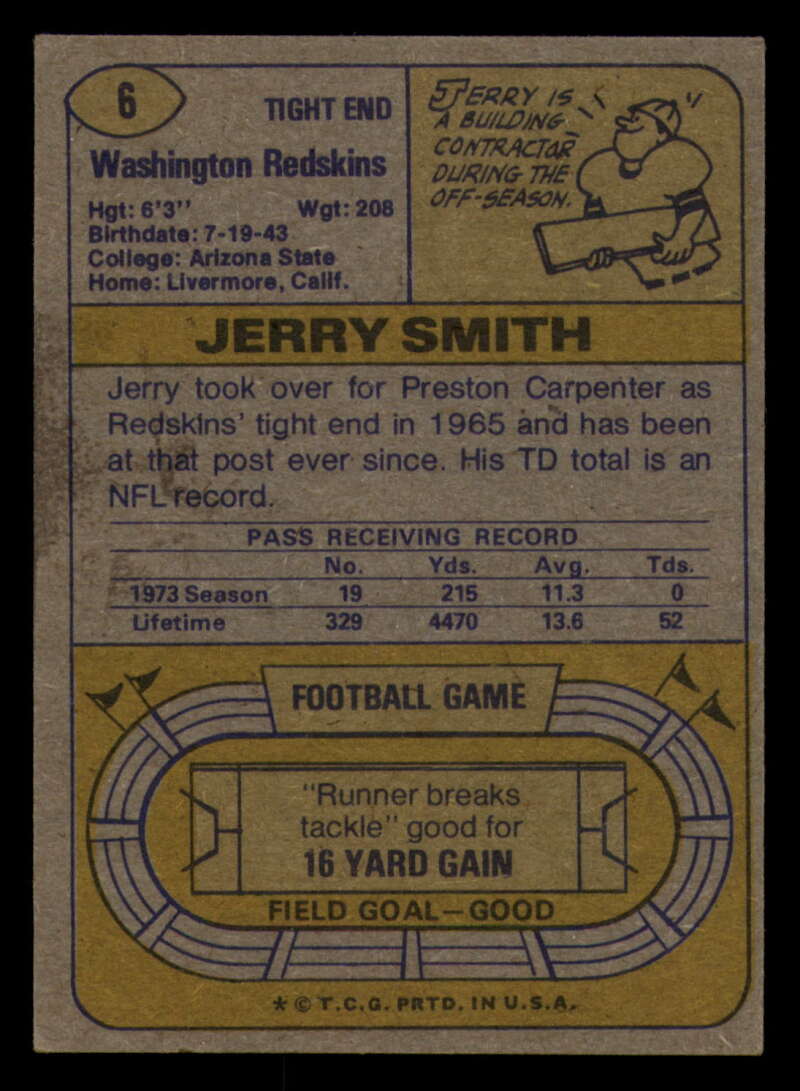 6
TIGHT END
Washington Redskins
Hgt: 6'3" Wgt: 208
Birthdate: 7-19-43
College: Arizona State
Home: Livermore, Calif.
JERRY IS
A BUILDING
CONTRACTOR
DURING THE
OFF-SEASON.
JERRY SMITH
Jerry took over for Preston Carpenter as
Redskins' tight end in 1965 and has been
at that post ever since. His TD total is an
NFL record.
PASS RECEIVING RECORD
No. Yds. Avg. Tds.
1973 Season 19 215 11.3 0
Lifetime 329 4470 13.6 52
FOOTBALL GAME
"Runner breaks
tackle" good for
16 YARD GAIN
FIELD GOAL—GOOD
* © T.C.G. PRTD. IN U.S.A.